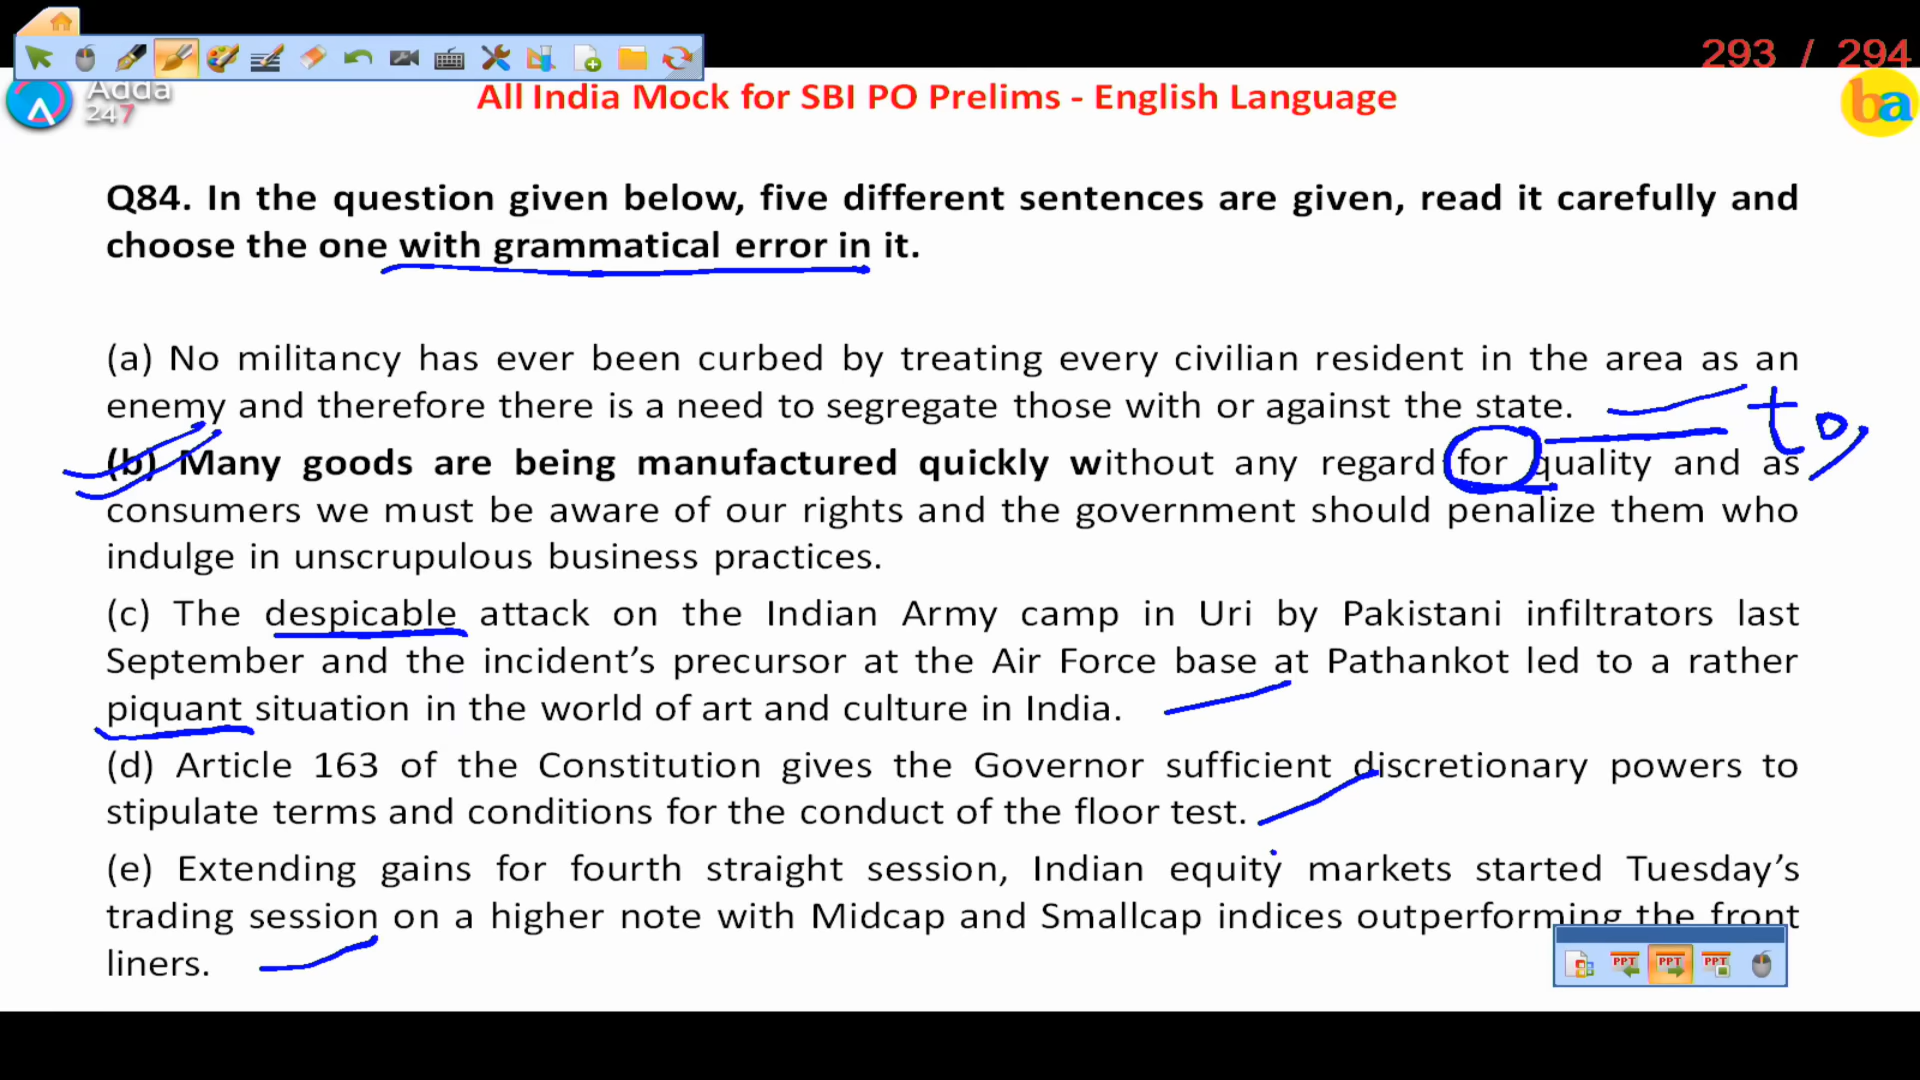 293 / 294
Adda
247
All India Mock for SBI PO Prelims - English Language
ba
Q84. In the question given below, five different sentences are given, read it carefully and
choose the one with grammatical error in it.
(a) No militancy has ever been curbed by treating every civilian resident in the area as an
enemy and therefore there is a need to segregate those with or against the state.
to
(b) Many goods are being manufactured quickly without any regard for quality and as
consumers we must be aware of our rights and the government should penalize them who
indulge in unscrupulous business practices.
(c) The despicable attack on the Indian Army camp in Uri by Pakistani infiltrators last
September and the incident’s precursor at the Air Force base at Pathankot led to a rather
piquant situation in the world of art and culture in India.
(d) Article 163 of the Constitution gives the Governor sufficient discretionary powers to
stipulate terms and conditions for the conduct of the floor test.
(e) Extending gains for fourth straight session, Indian equity markets started Tuesday’s
trading session on a higher note with Midcap and Smallcap indices outperforming the front
liners.
PPT PPT PPT